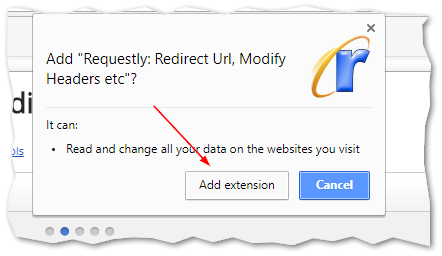 Add "Requestly: Redirect Url, Modify
Headers etc"?
It can:
• Read and change all your data on the websites you visit
Add extension
Cancel